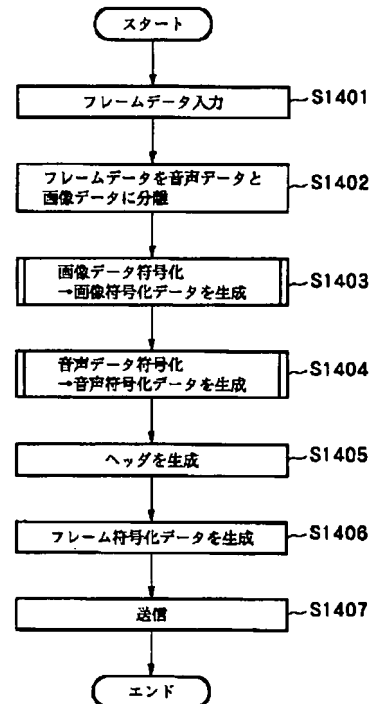 スタート
フレームデータ入力
S1401
フレームデータを音声データと
画像データに分離
S1402
画像データ符号化
→画像符号化データを生成
S1403
音声データ符号化
→音声符号化データを生成
S1404
ヘッダを生成
S1405
フレーム符号化データを生成
S1406
送信
S1407
エンド